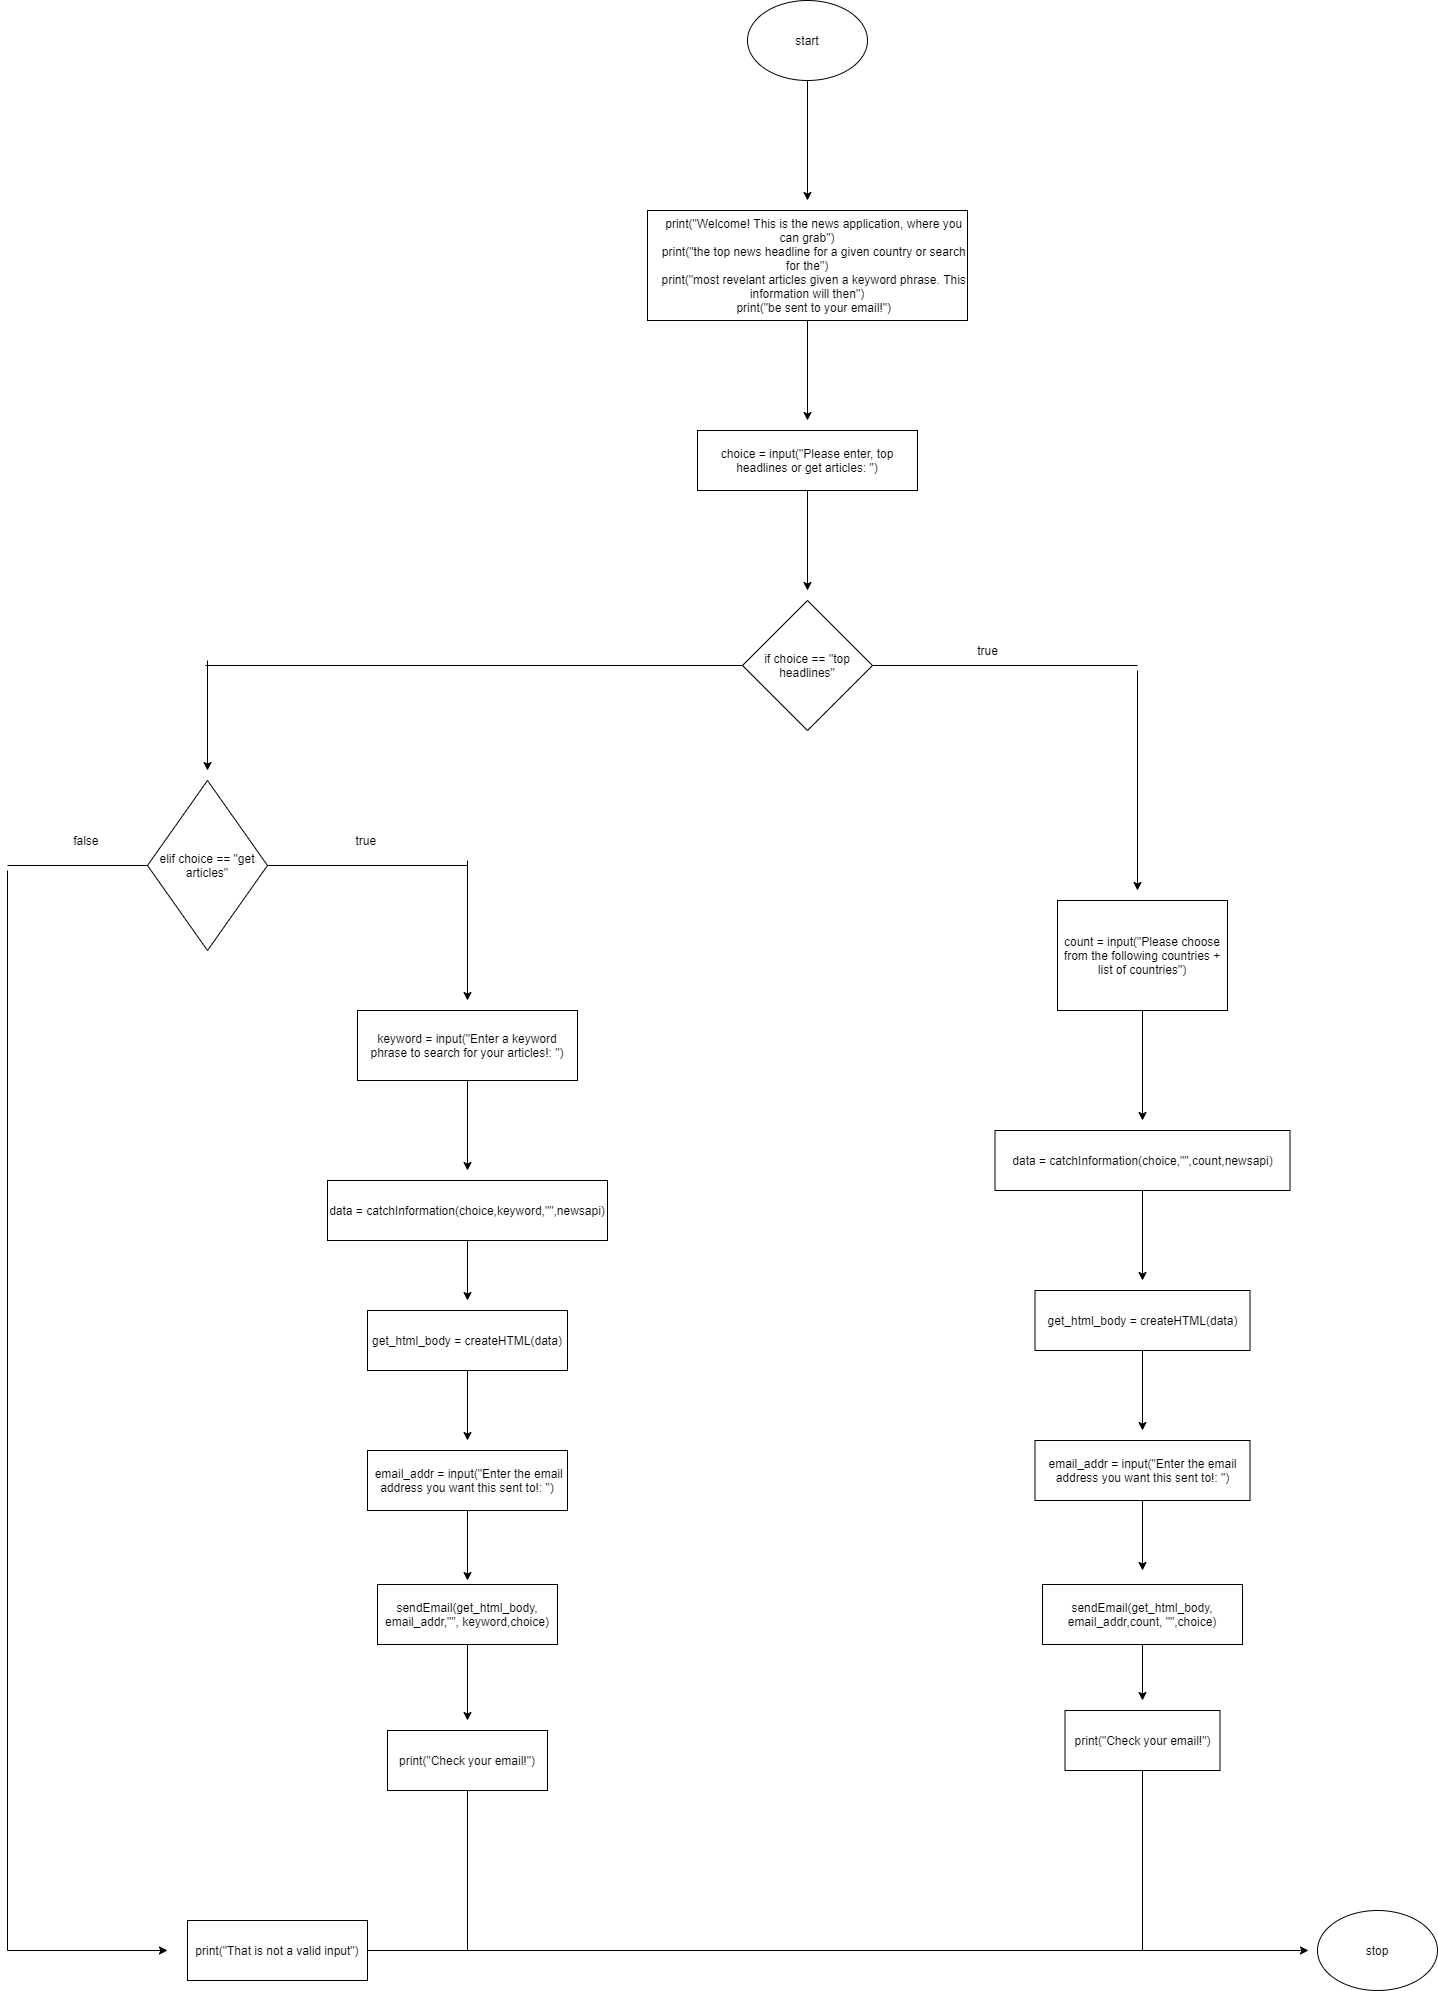 start
print("Welcome! This is the news application, where you
can grab")
print("the top news headline for a given country or search
for the")
print("most revelant articles given a keyword phrase. This
information will then")
print("be sent to your email!")
choice = input("Please enter, top
headlines or get articles: ")
if choice == "top
headlines"
true
false
true
elif choice == "get
articles"
count = input("Please choose
from the following countries +
list of countries")
keyword = input("Enter a keyword
phrase to search for your articles!: ")
data = catchInformation(choice,"",count,newsapi)
data = catchInformation(choice,keyword,"",newsapi)
get_html_body = createHTML(data)
get_html_body = createHTML(data)
email_addr = input("Enter the email
address you want this sent to!: ")
email_addr = input("Enter the email
address you want this sent to!: ")
sendEmail(get_html_body,
email_addr,"", keyword,choice)
sendEmail(get_html_body,
email_addr,count, "",choice)
print("Check your email!")
print("Check your email!")
print("That is not a valid input")
stop